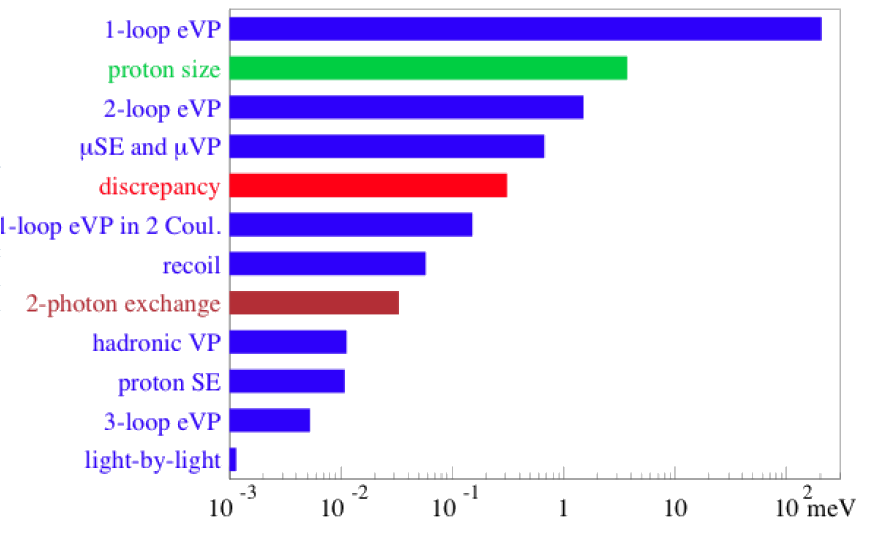 1-loop eVP
proton size
2-loop eVP
μSE and μVP
discrepancy
1-loop eVP in 2 Coul.
recoil
2-photon exchange
hadronic VP
proton SE
3-loop eVP
light-by-light
10⁻³ 10⁻² 10⁻¹ 1 10 10² meV